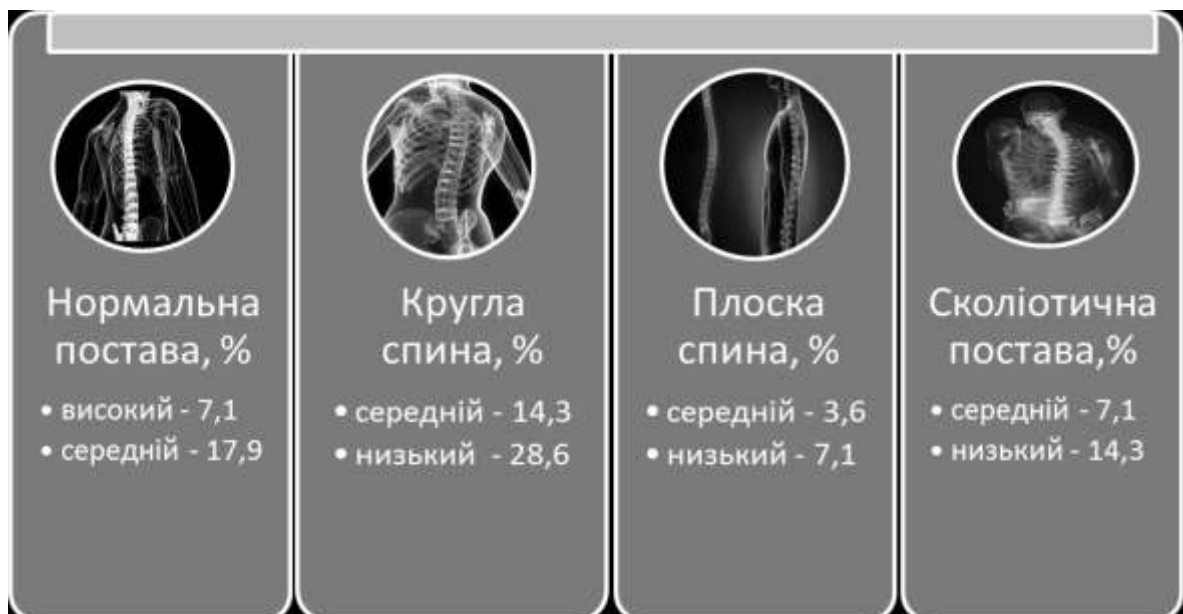 Нормальна
постава, %
• високий - 7,1
• середній - 17,9
Кругла
спина, %
• середній - 14,3
• низький - 28,6
Плоска
спина, %
• середній - 3,6
• низький - 7,1
Сколіотична
постава,%
• середній - 7,1
• низький - 14,3